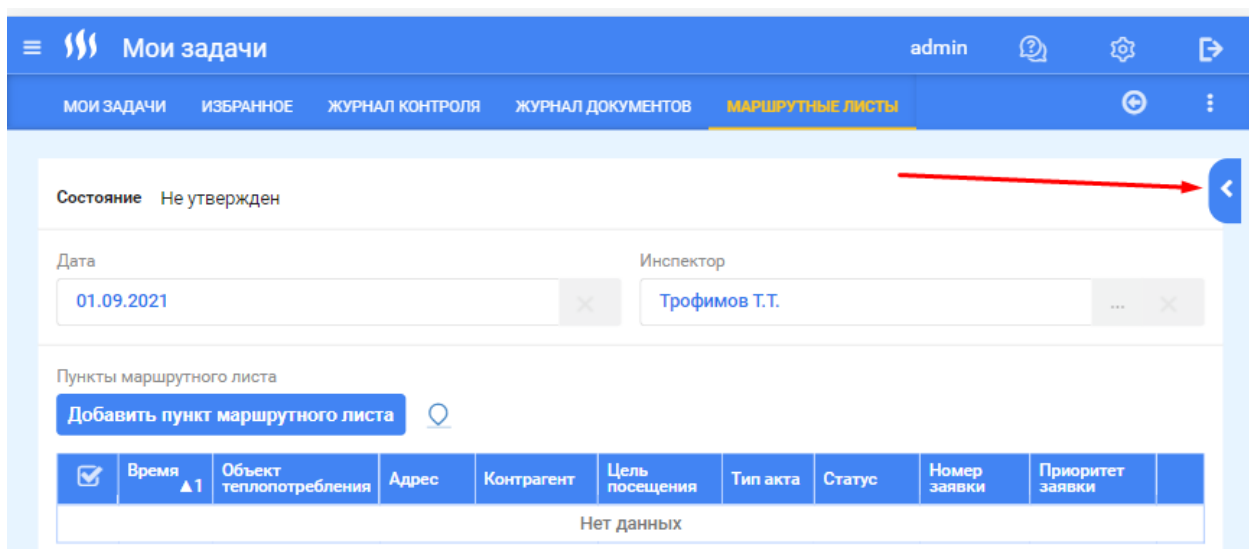 Мои задачи admin
МОИ ЗАДАЧИ ИЗБРАННОЕ ЖУРНАЛ КОНТРОЛЯ ЖУРНАЛ ДОКУМЕНТОВ МАРШРУТНЫЕ ЛИСТЫ
Состояние Не утвержден
Дата Инспектор
01.09.2021 Трофимов Т.Т. ...
Пункты маршрутного листа
Добавить пункт маршрутного листа
Время ▲1 Объект теплопотребления Адрес Контрагент Цель посещения Тип акта Статус Номер заявки Приоритет заявки
Нет данных